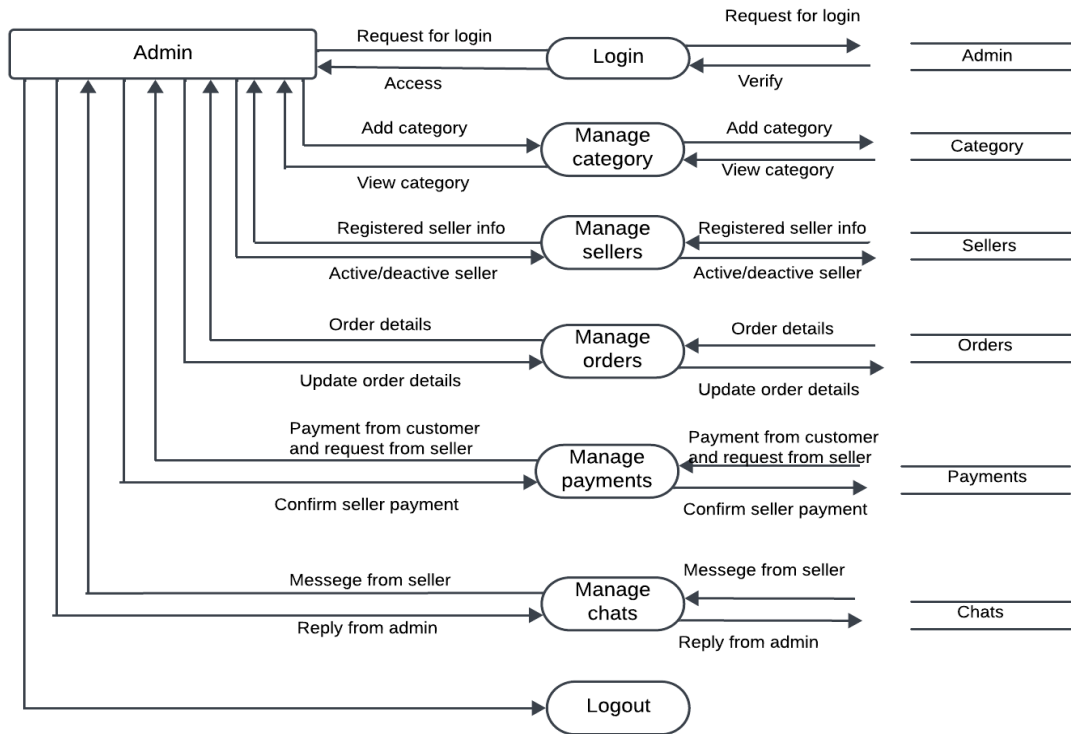 Request for login
Request for login
Admin
Login
Admin
Access
Verify
Add category
Manage
category
Add category
Category
View category
View category
Registered seller info
Manage
sellers
Registered seller info
Sellers
Active/deactive seller
Active/deactive seller
Order details
Manage
orders
Order details
Orders
Update order details
Update order details
Payment from customer
and request from seller
Manage
payments
Payment from customer
and request from seller
Payments
Confirm seller payment
Confirm seller payment
Messege from seller
Manage
chats
Messege from seller
Chats
Reply from admin
Reply from admin
Logout